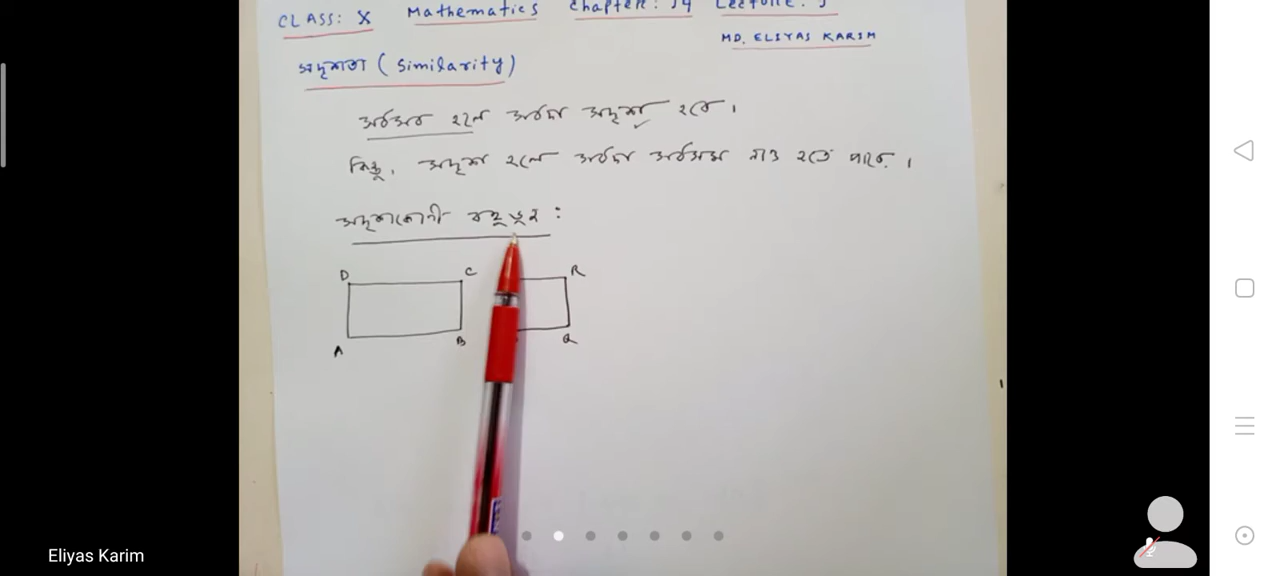 CLASS: X Mathematics Chapter: 14 Lecture: 
MD. ELIYAS KARIM
সদৃশতা (Similarity)
সর্বসম হলে সর্বদা সদৃশ হবে।
কিন্তু, সদৃশ হলে সর্বদা সর্বসম নাও হতে পারে।
সদৃশকোণী বহুভুজ :
D C R
A B Q
Eliyas Karim